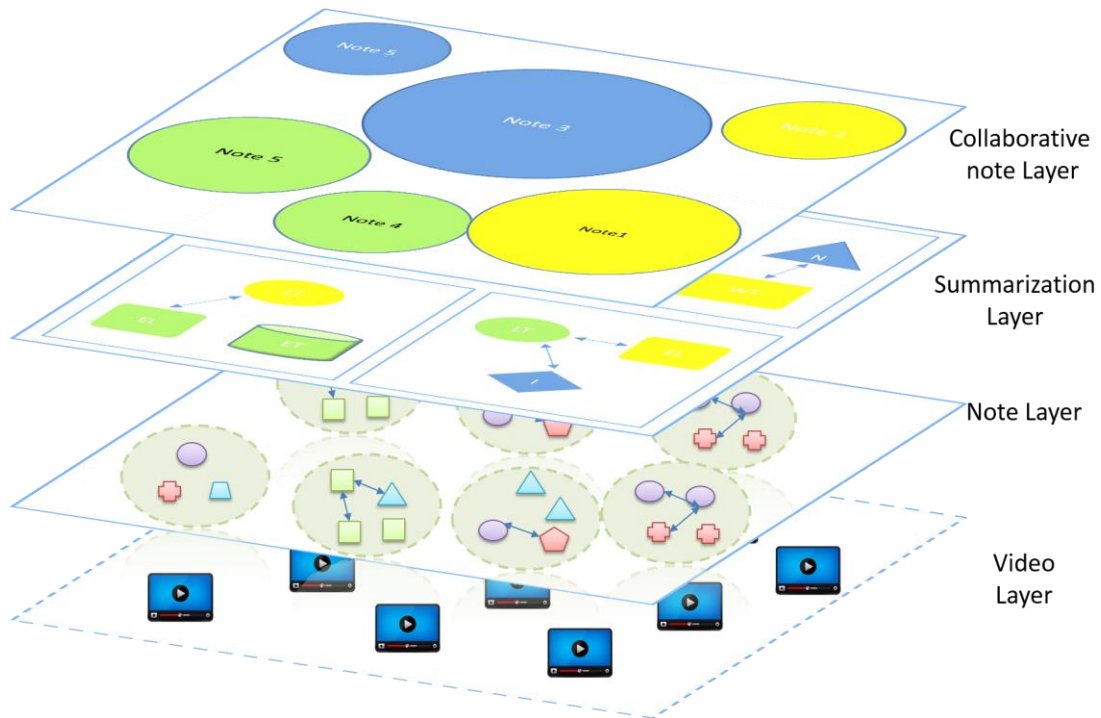 Note 5
Note 3
Note 2
Note 5
Note 4
Note1
Collaborative
note Layer
N
WT
LT
EL
ET
LT
EL
I
Summarization
Layer
Note Layer
Video
Layer